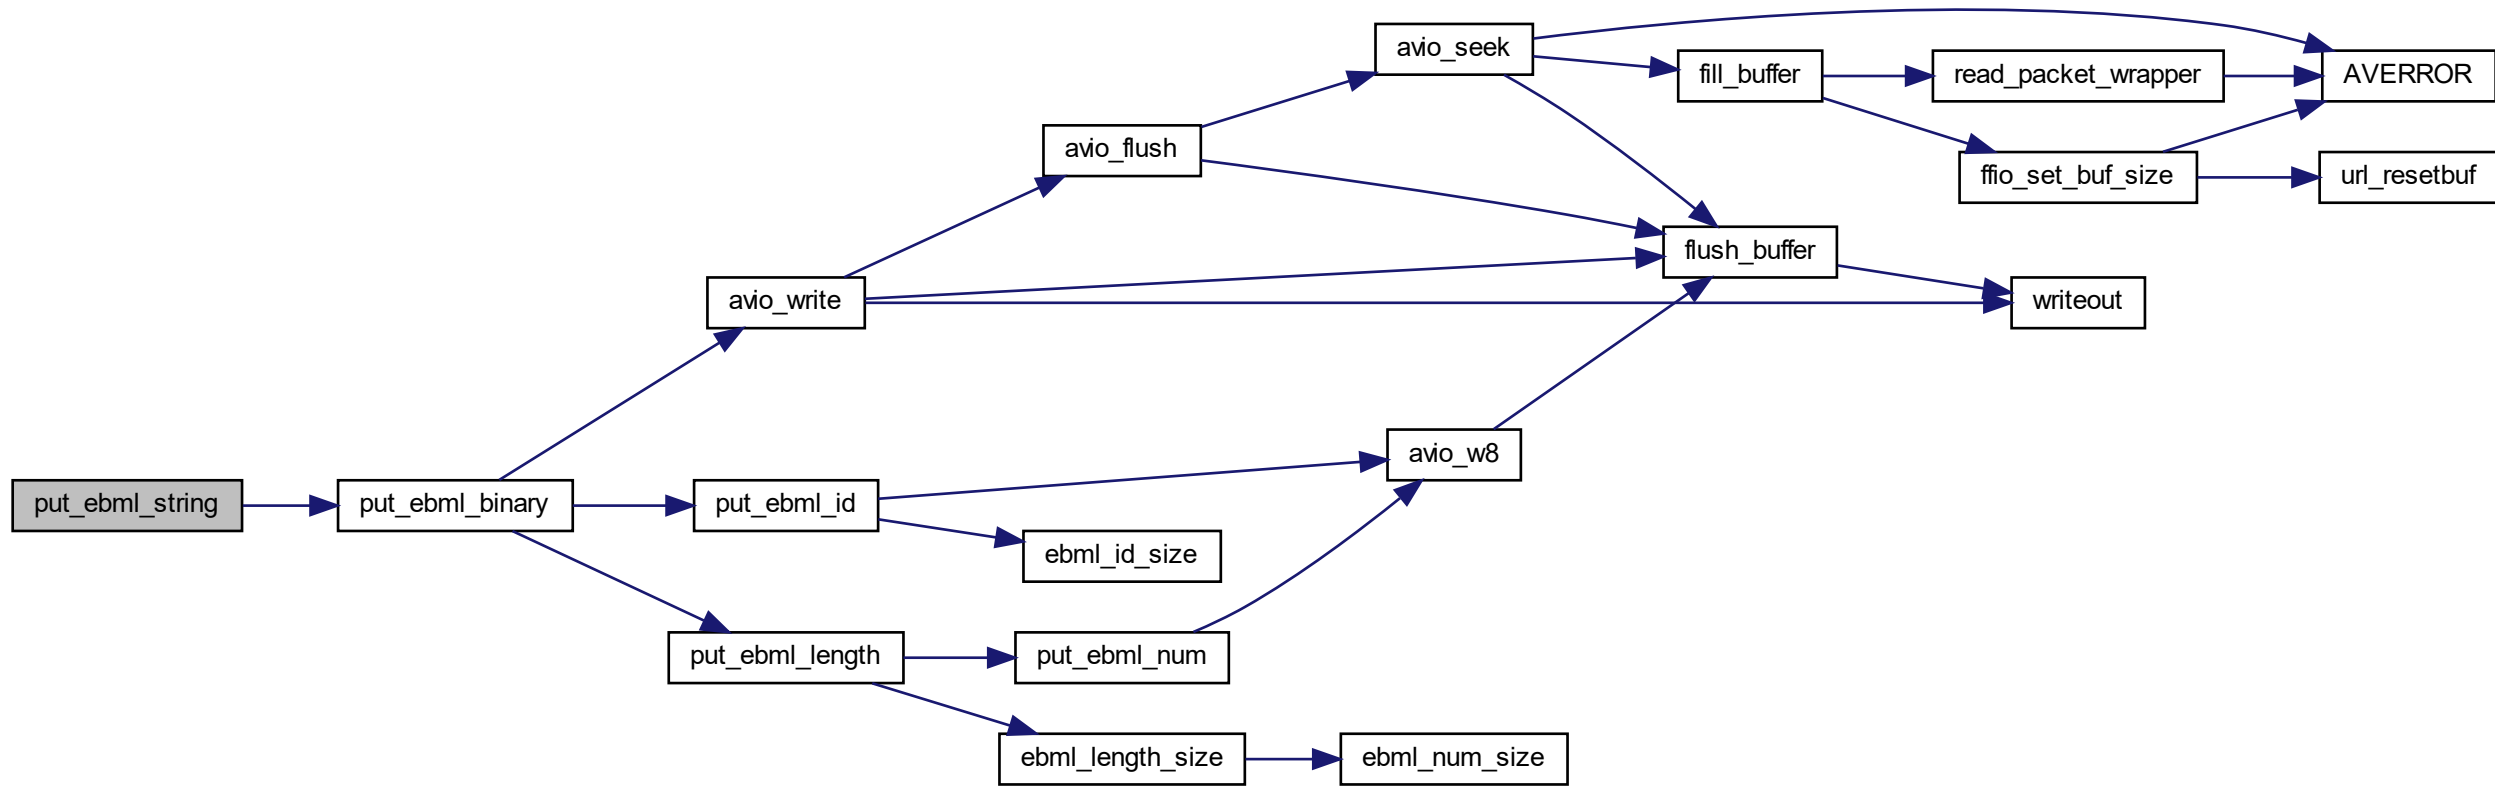 avio_seek
fill_buffer
read_packet_wrapper
AVERROR
avio_flush
ffio_set_buf_size
url_resetbuf
flush_buffer
avio_write
writeout
avio_w8
put_ebml_string
put_ebml_binary
put_ebml_id
ebml_id_size
put_ebml_length
put_ebml_num
ebml_length_size
ebml_num_size